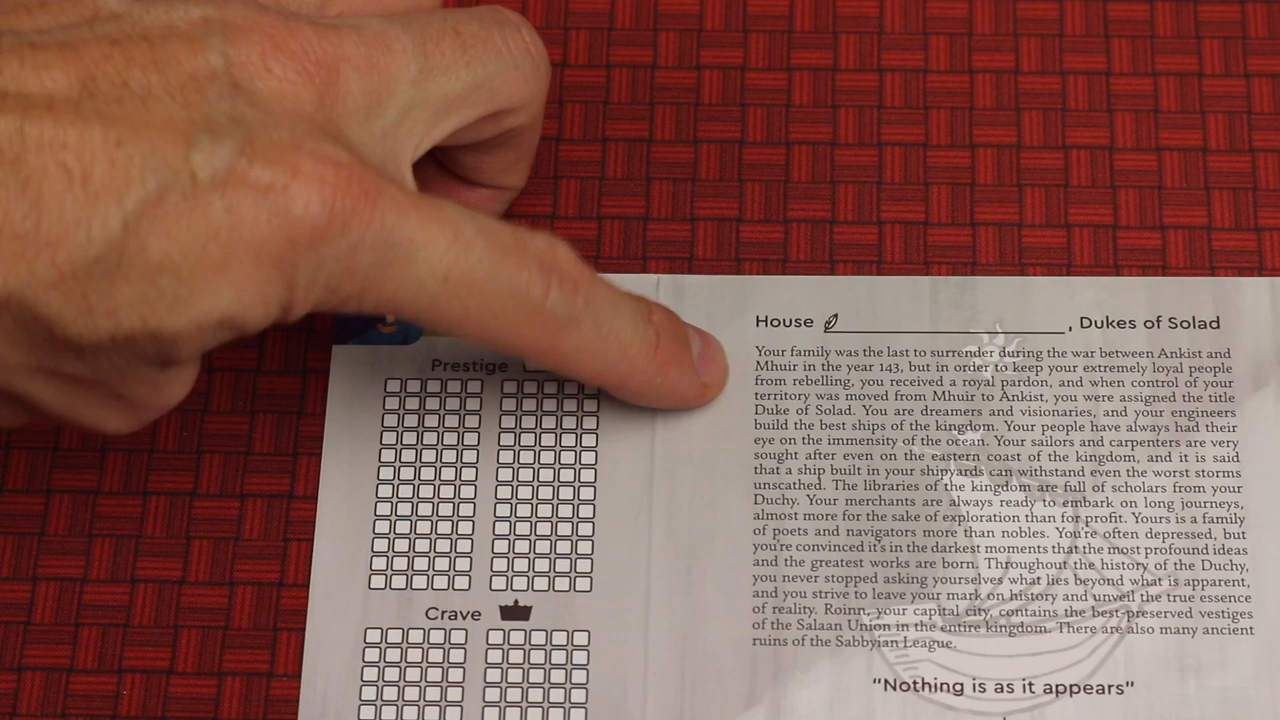 Prestige
Crave
House ____________________, Dukes of Solad
Your family was the last to surrender during the war between Ankist and
Mhuir in the year 143, but in order to keep your extremely loyal people
from rebelling, you received a royal pardon, and when control of your
territory was moved from Mhuir to Ankist, you were assigned the title
Duke of Solad. You are dreamers and visionaries, and your engineers
build the best ships of the kingdom. Your people have always had their
eye on the immensity of the ocean. Your sailors and carpenters are very
sought after even on the eastern coast of the kingdom, and it is said
that a ship built in your shipyards can withstand even the worst storms
unscathed. The libraries of the kingdom are full of scholars from your
Duchy. Your merchants are always ready to embark on long journeys,
almost more for the sake of exploration than for profit. Yours is a family
of poets and navigators more than nobles. You're often depressed, but
you're convinced it's in the darkest moments that the most profound ideas
and the greatest works are born. Throughout the history of the Duchy,
you never stopped asking yourselves what lies beyond what is apparent,
and you strive to leave your mark on history and unveil the true essence
of reality. Roinn, your capital city, contains the best-preserved vestiges
of the Salaan Union in the entire kingdom. There are also many ancient
ruins of the Sabbyian League.
"Nothing is as it appears"